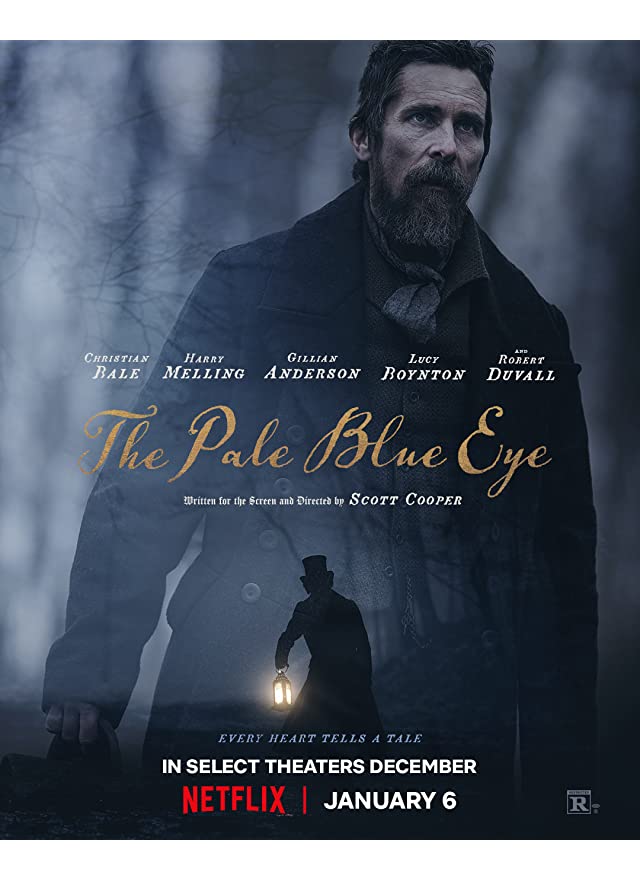 CHRISTIAN BALE HARRY MELLING GILLIAN ANDERSON LUCY BOYNTON AND ROBERT DUVALL
The Pale Blue Eye
Written for the Screen and Directed by SCOTT COOPER
EVERY HEART TELLS A TALE
IN SELECT THEATERS DECEMBER
NETFLIX | JANUARY 6
RESTRICTED
R